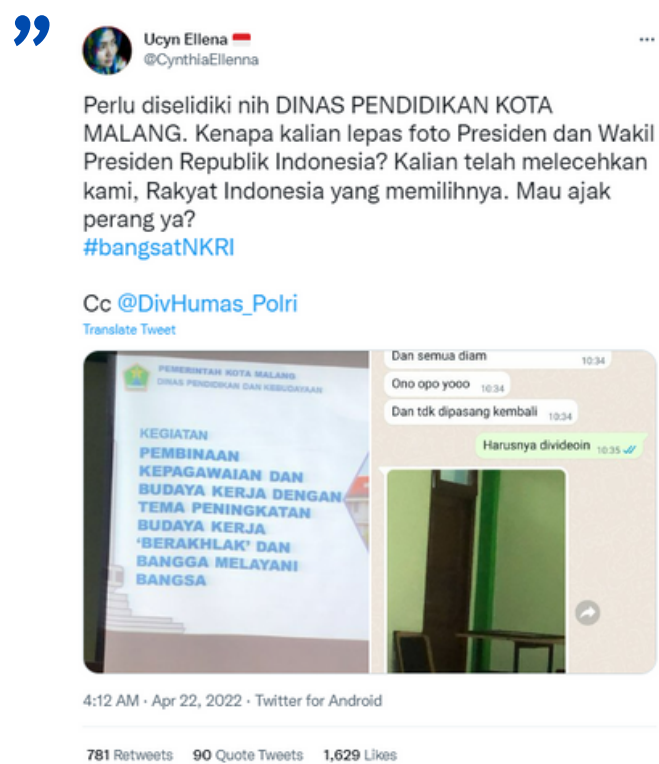 Ucyn Ellena
@CynthiaEllenna
Perlu diselidiki nih DINAS PENDIDIKAN KOTA
MALANG. Kenapa kalian lepas foto Presiden dan Wakil
Presiden Republik Indonesia? Kalian telah melecehkan
kami, Rakyat Indonesia yang memilihnya. Mau ajak
perang ya?
#bangsatNKRI
Cc @DivHumas_Polri
Translate Tweet
PEMERINTAH KOTA MALANG
DINAS PENDIDIKAN DAN KEBUDAYAAN
KEGIATAN
PEMBINAAN
KEPAGAWAIAN DAN
BUDAYA KERJA DENGAN
TEMA PENINGKATAN
BUDAYA KERJA
'BERAKHLAK' DAN
BANGGA MELAYANI
BANGSA
Dan semua diam 10:34
Ono opo yooo 10:34
Dan tdk dipasang kembali 10:34
Harusnya divideoin 10:35
4:12 AM · Apr 22, 2022 · Twitter for Android
781 Retweets 90 Quote Tweets 1,629 Likes